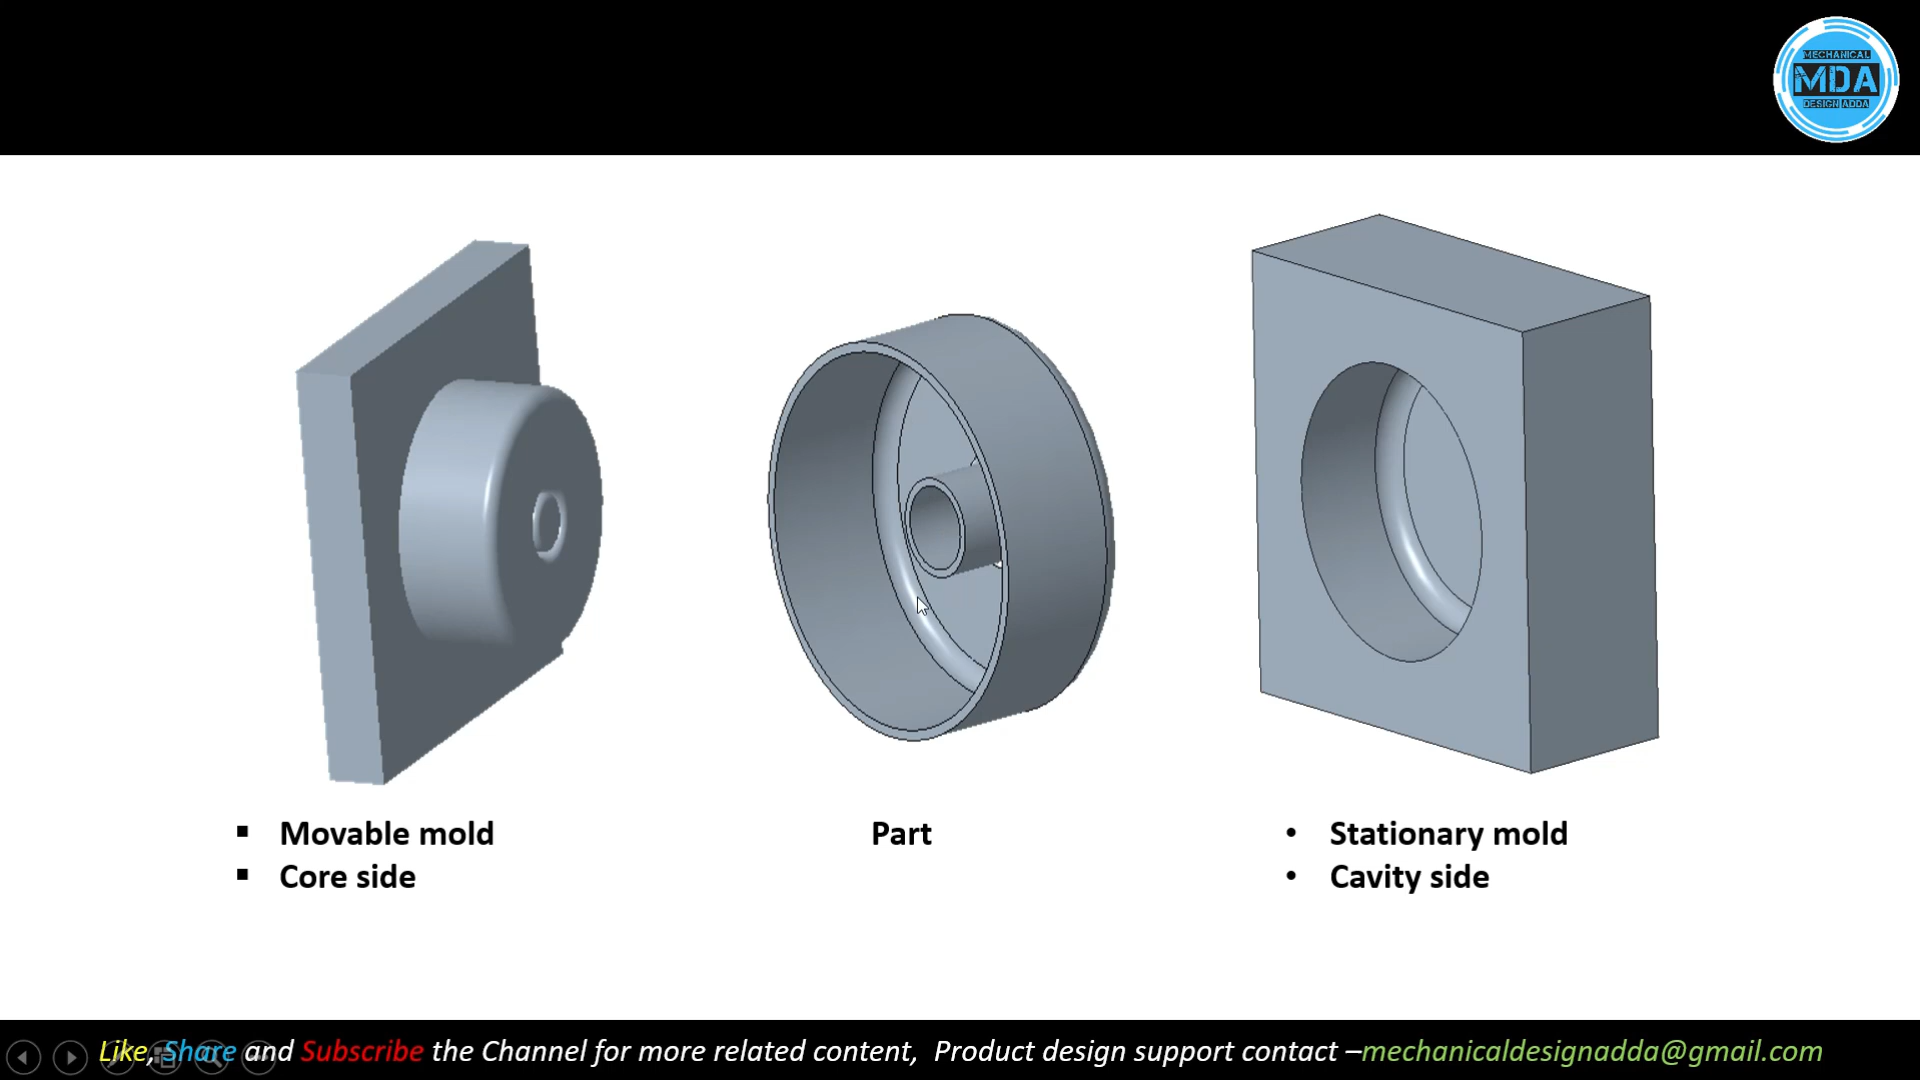 MECHANICAL
MDA
DESIGN ADDA
▪ Movable mold
▪ Core side
Part
• Stationary mold
• Cavity side
Like, Share and Subscribe the Channel for more related content, Product design support contact –mechanicaldesignadda@gmail.com